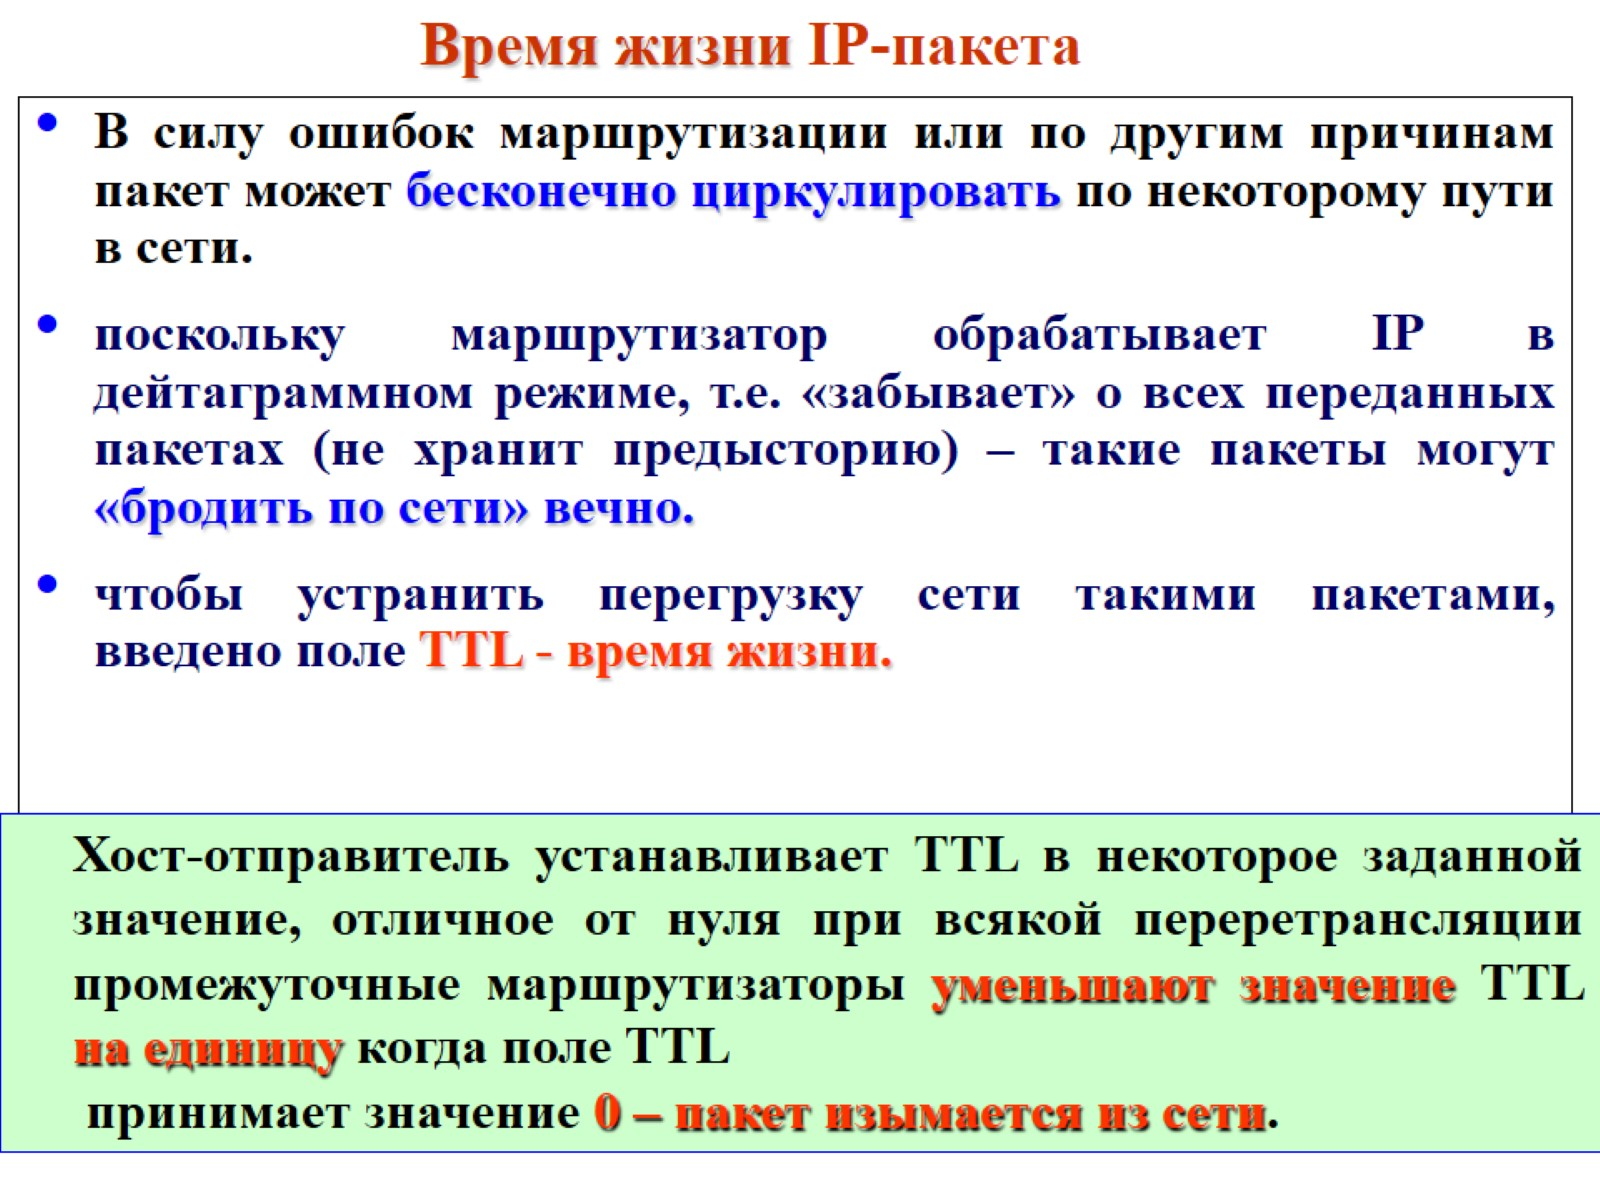 Время жизни IP-пакета
• В силу ошибок маршрутизации или по другим причинам
пакет может бесконечно циркулировать по некоторому пути
в сети.
• поскольку маршрутизатор обрабатывает IP в
дейтаграммном режиме, т.е. «забывает» о всех переданных
пакетах (не хранит предысторию) – такие пакеты могут
«бродить по сети» вечно.
• чтобы устранить перегрузку сети такими пакетами,
введено поле TTL - время жизни.
Хост-отправитель устанавливает TTL в некоторое заданной
значение, отличное от нуля при всякой переретрансляции
промежуточные маршрутизаторы уменьшают значение TTL
на единицу когда поле TTL
принимает значение 0 – пакет изымается из сети.